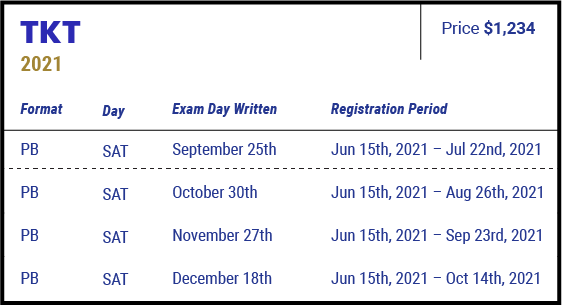 TKT
Price $1,234
2021
Format Day Exam Day Written Registration Period
PB SAT September 25th Jun 15th, 2021 – Jul 22nd, 2021
PB SAT October 30th Jun 15th, 2021 – Aug 26th, 2021
PB SAT November 27th Jun 15th, 2021 – Sep 23rd, 2021
PB SAT December 18th Jun 15th, 2021 – Oct 14th, 2021